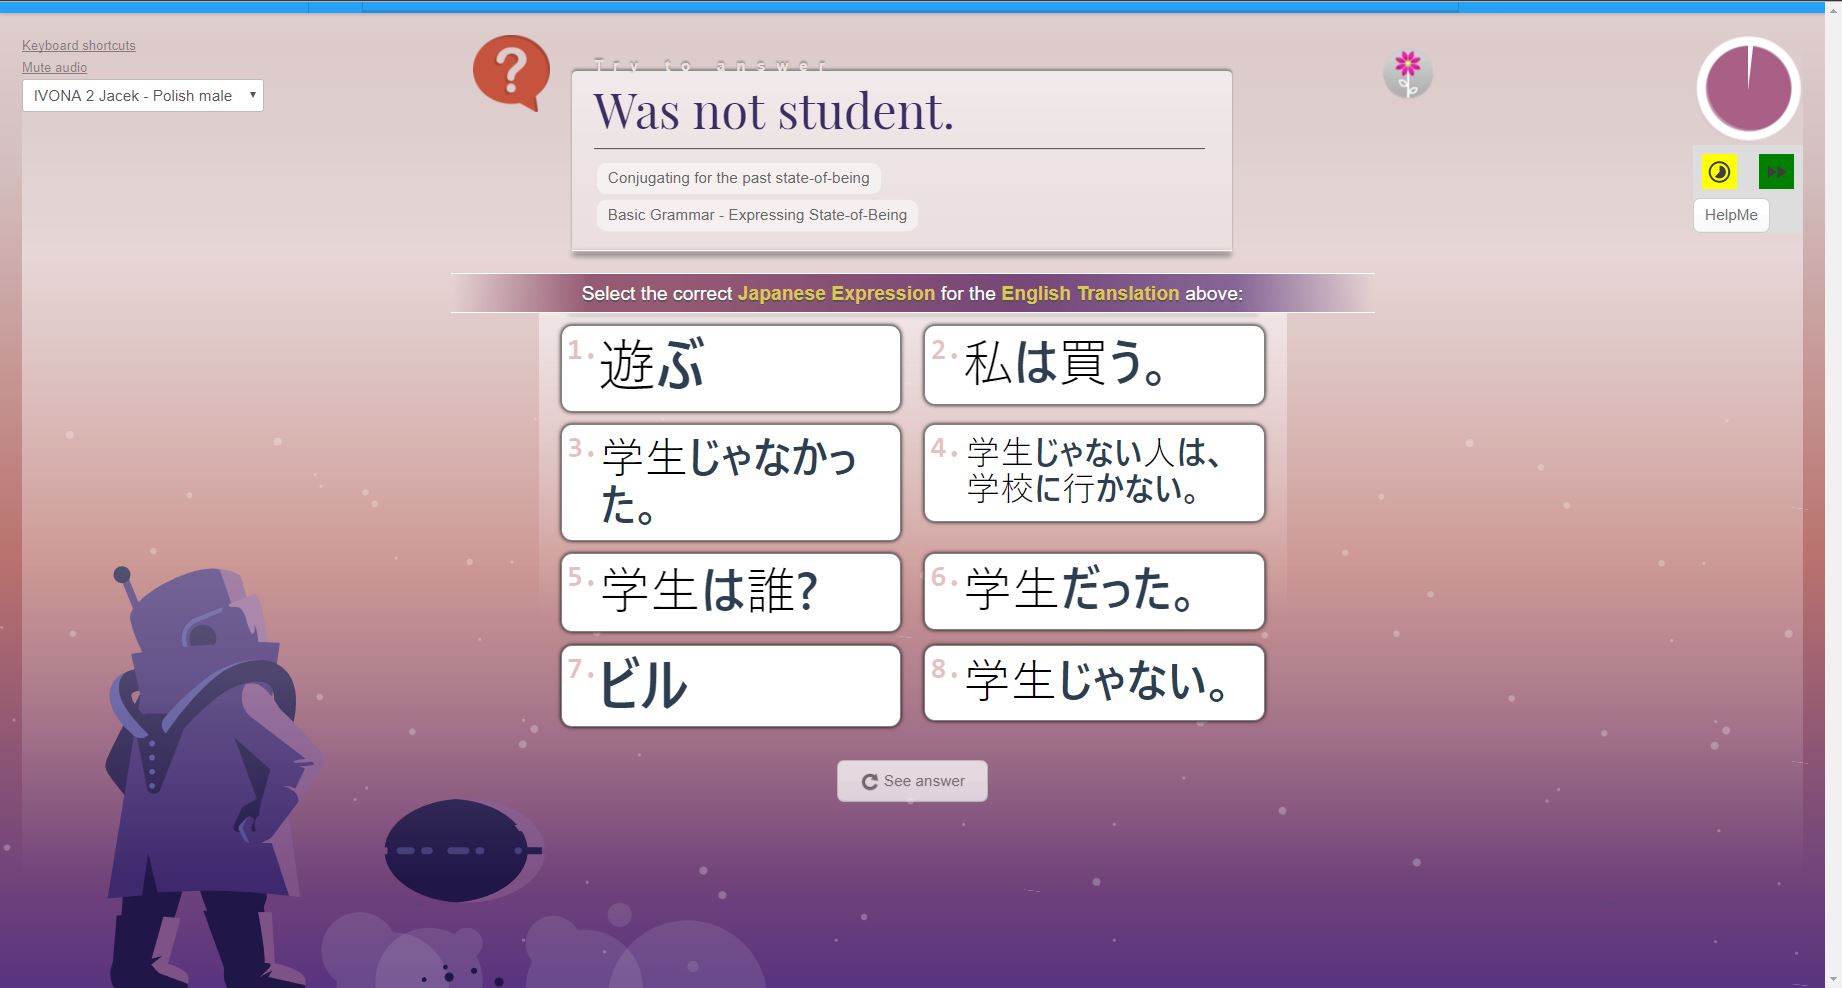 Keyboard shortcuts
Mute audio
IVONA 2 Jacek - Polish male
Try to answer
Was not student.
Conjugating for the past state-of-being
Basic Grammar - Expressing State-of-Being
HelpMe
Select the correct Japanese Expression for the English Translation above:
1. 遊ぶ
2. 私は買う。
3. 学生じゃなかっ
た。
4. 学生じゃない人は、
学校に行かない。
5. 学生は誰?
6. 学生だった。
7. ビル
8. 学生じゃない。
See answer